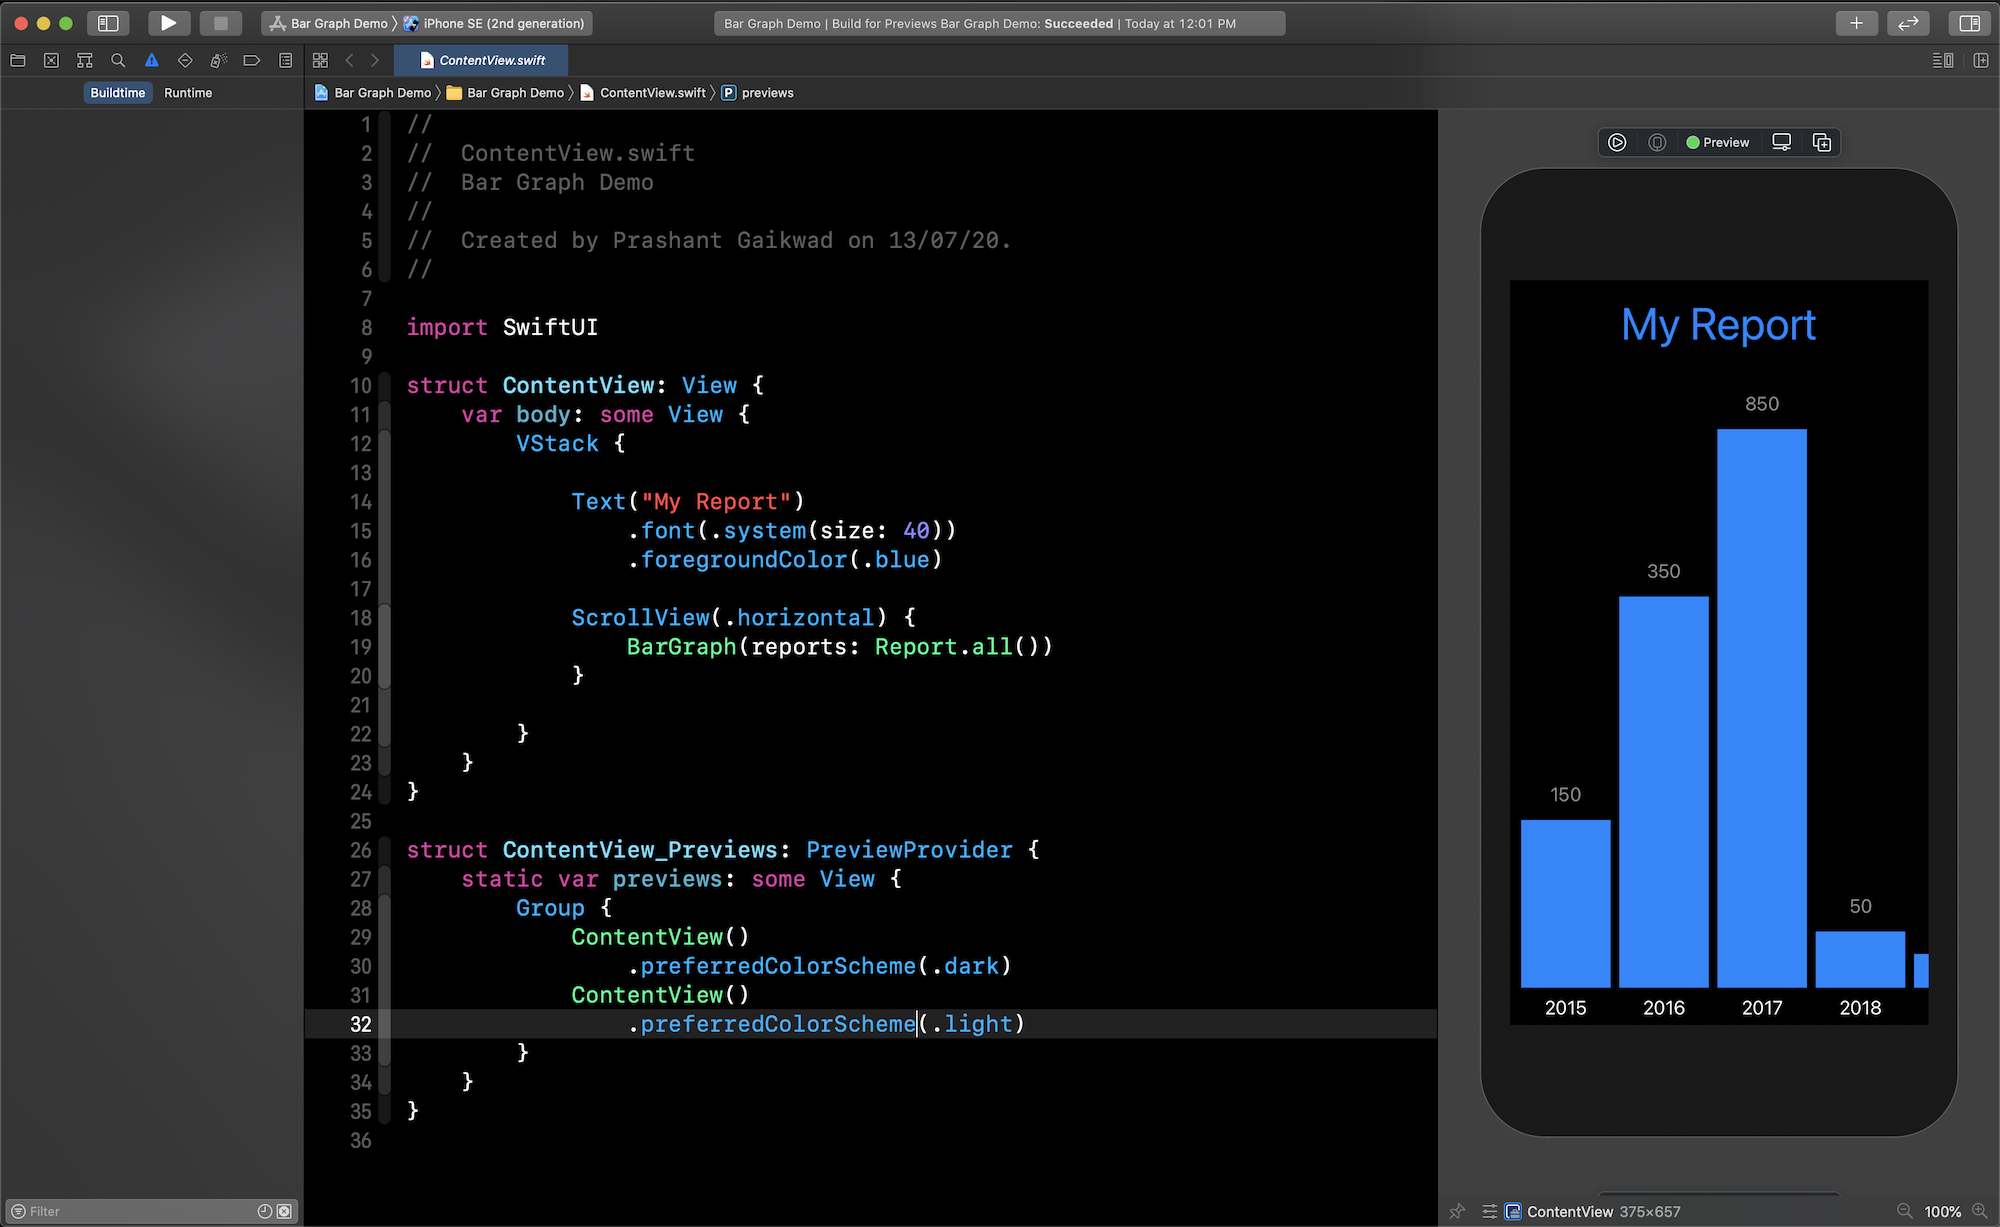 Bar Graph Demo 〉 iPhone SE (2nd generation)
Bar Graph Demo | Build for Previews Bar Graph Demo: Succeeded | Today at 12:01 PM
ContentView.swift
Buildtime Runtime
Bar Graph Demo 〉 Bar Graph Demo 〉 ContentView.swift 〉 P previews
1 //
2 //  ContentView.swift
3 //  Bar Graph Demo
4 //
5 //  Created by Prashant Gaikwad on 13/07/20.
6 //
7
8 import SwiftUI
9
10 struct ContentView: View {
11     var body: some View {
12         VStack {
13
14             Text("My Report")
15                 .font(.system(size: 40))
16                 .foregroundColor(.blue)
17
18             ScrollView(.horizontal) {
19                 BarGraph(reports: Report.all())
20             }
21
22         }
23     }
24 }
25
26 struct ContentView_Previews: PreviewProvider {
27     static var previews: some View {
28         Group {
29             ContentView()
30                 .preferredColorScheme(.dark)
31             ContentView()
32                 .preferredColorScheme(.light)
33         }
34     }
35 }
36
Preview
My Report
850
350
150
50
2015 2016 2017 2018
Filter
ContentView 375×657
100%